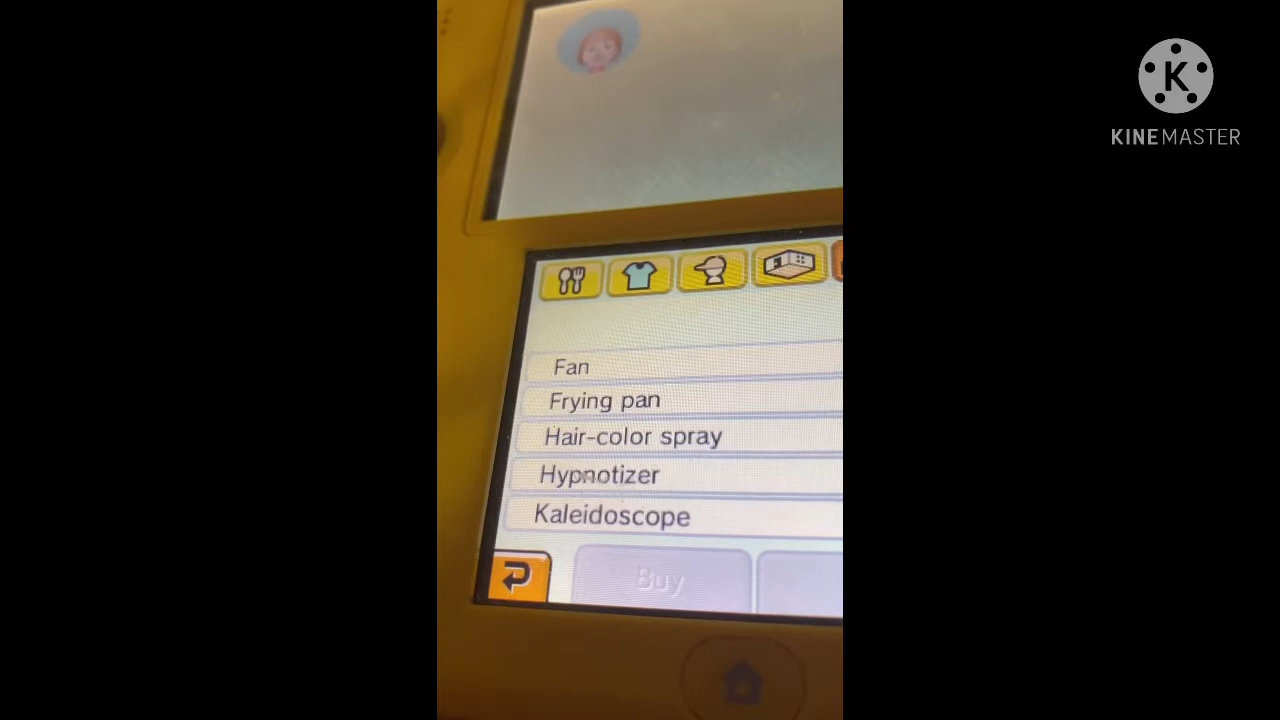 KINEMASTER
Fan
Frying pan
Hair-color spray
Hypnotizer
Kaleidoscope
Buy